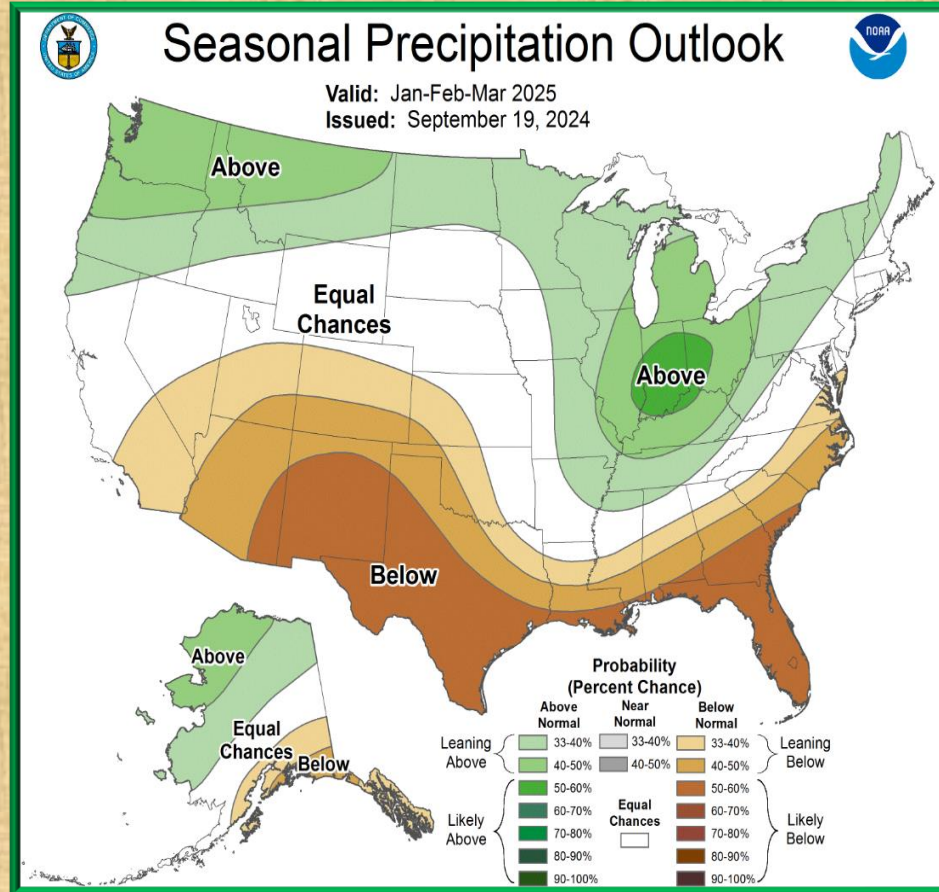 Seasonal Precipitation Outlook
NOAA
Valid: Jan-Feb-Mar 2025
Issued: September 19, 2024
Above
Equal
Chances
Above
Below
Above
Equal
Chances
Below
Probability
(Percent Chance)
Above Normal
Near Normal
Below Normal
Leaning Above
33-40%
33-40%
33-40%
Leaning Below
40-50%
40-50%
40-50%
Likely Above
50-60%
50-60%
Likely Below
60-70%
Equal Chances
60-70%
70-80%
70-80%
80-90%
80-90%
90-100%
90-100%